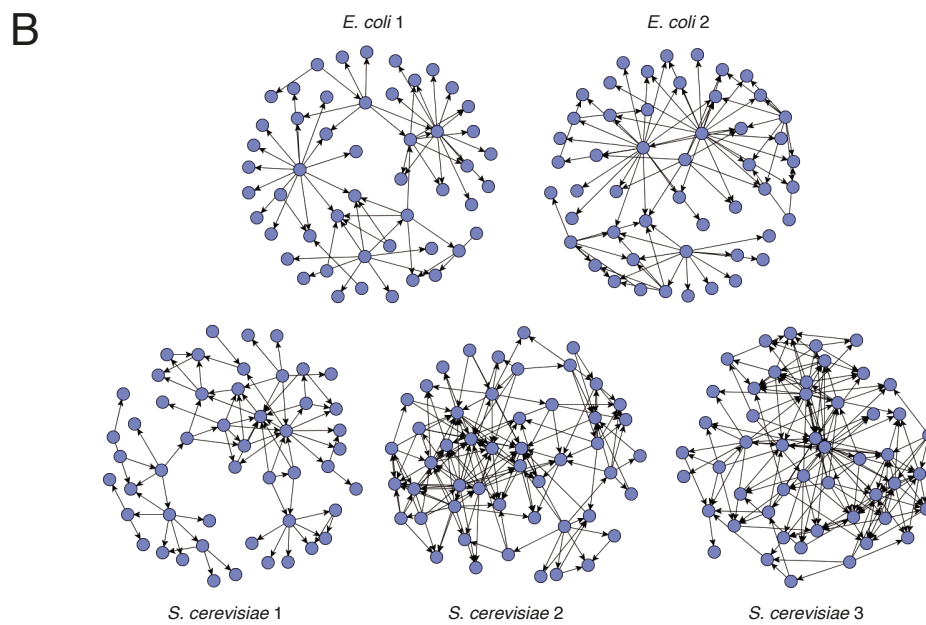 B
E. coli 1
E. coli 2
S. cerevisiae 1
S. cerevisiae 2
S. cerevisiae 3